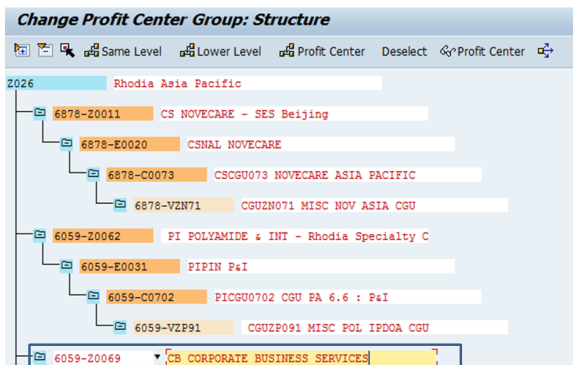 Change Profit Center Group: Structure
Same Level Lower Level Profit Center Deselect Profit Center
Z026 Rhodia Asia Pacific
6878-Z0011 CS NOVECARE - SES Beijing
6878-E0020 CSNAL NOVECARE
6878-C0073 CSCGU073 NOVECARE ASIA PACIFIC
6878-VZN71 CGUZN071 MISC NOV ASIA CGU
6059-Z0062 PI POLYAMIDE & INT - Rhodia Specialty C
6059-E0031 PIPIN P&I
6059-C0702 PICGU0702 CGU PA 6.6 : P&I
6059-VZP91 CGUZP091 MISC POL IPDOA CGU
6059-Z0069 CB CORPORATE BUSINESS SERVICES